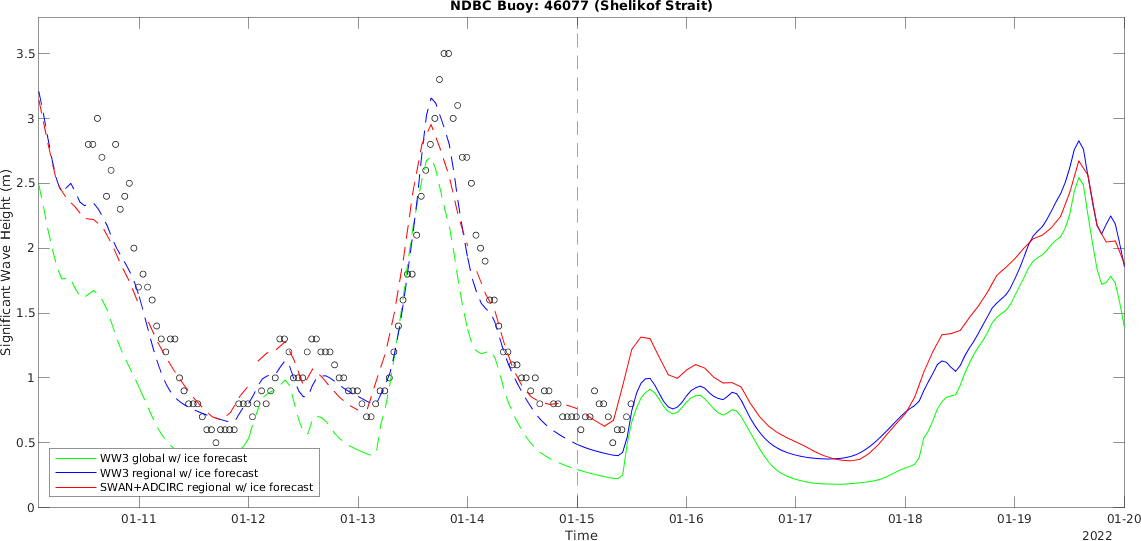 NDBC Buoy: 46077 (Shelikof Strait)
Significant Wave Height (m)
3.5
3
2.5
2
1.5
1
0.5
0
WW3 global w/ ice forecast
WW3 regional w/ ice forecast
SWAN+ADCIRC regional w/ ice forecast
01-11 01-12 01-13 01-14 01-15 01-16 01-17 01-18 01-19 01-20
Time
2022